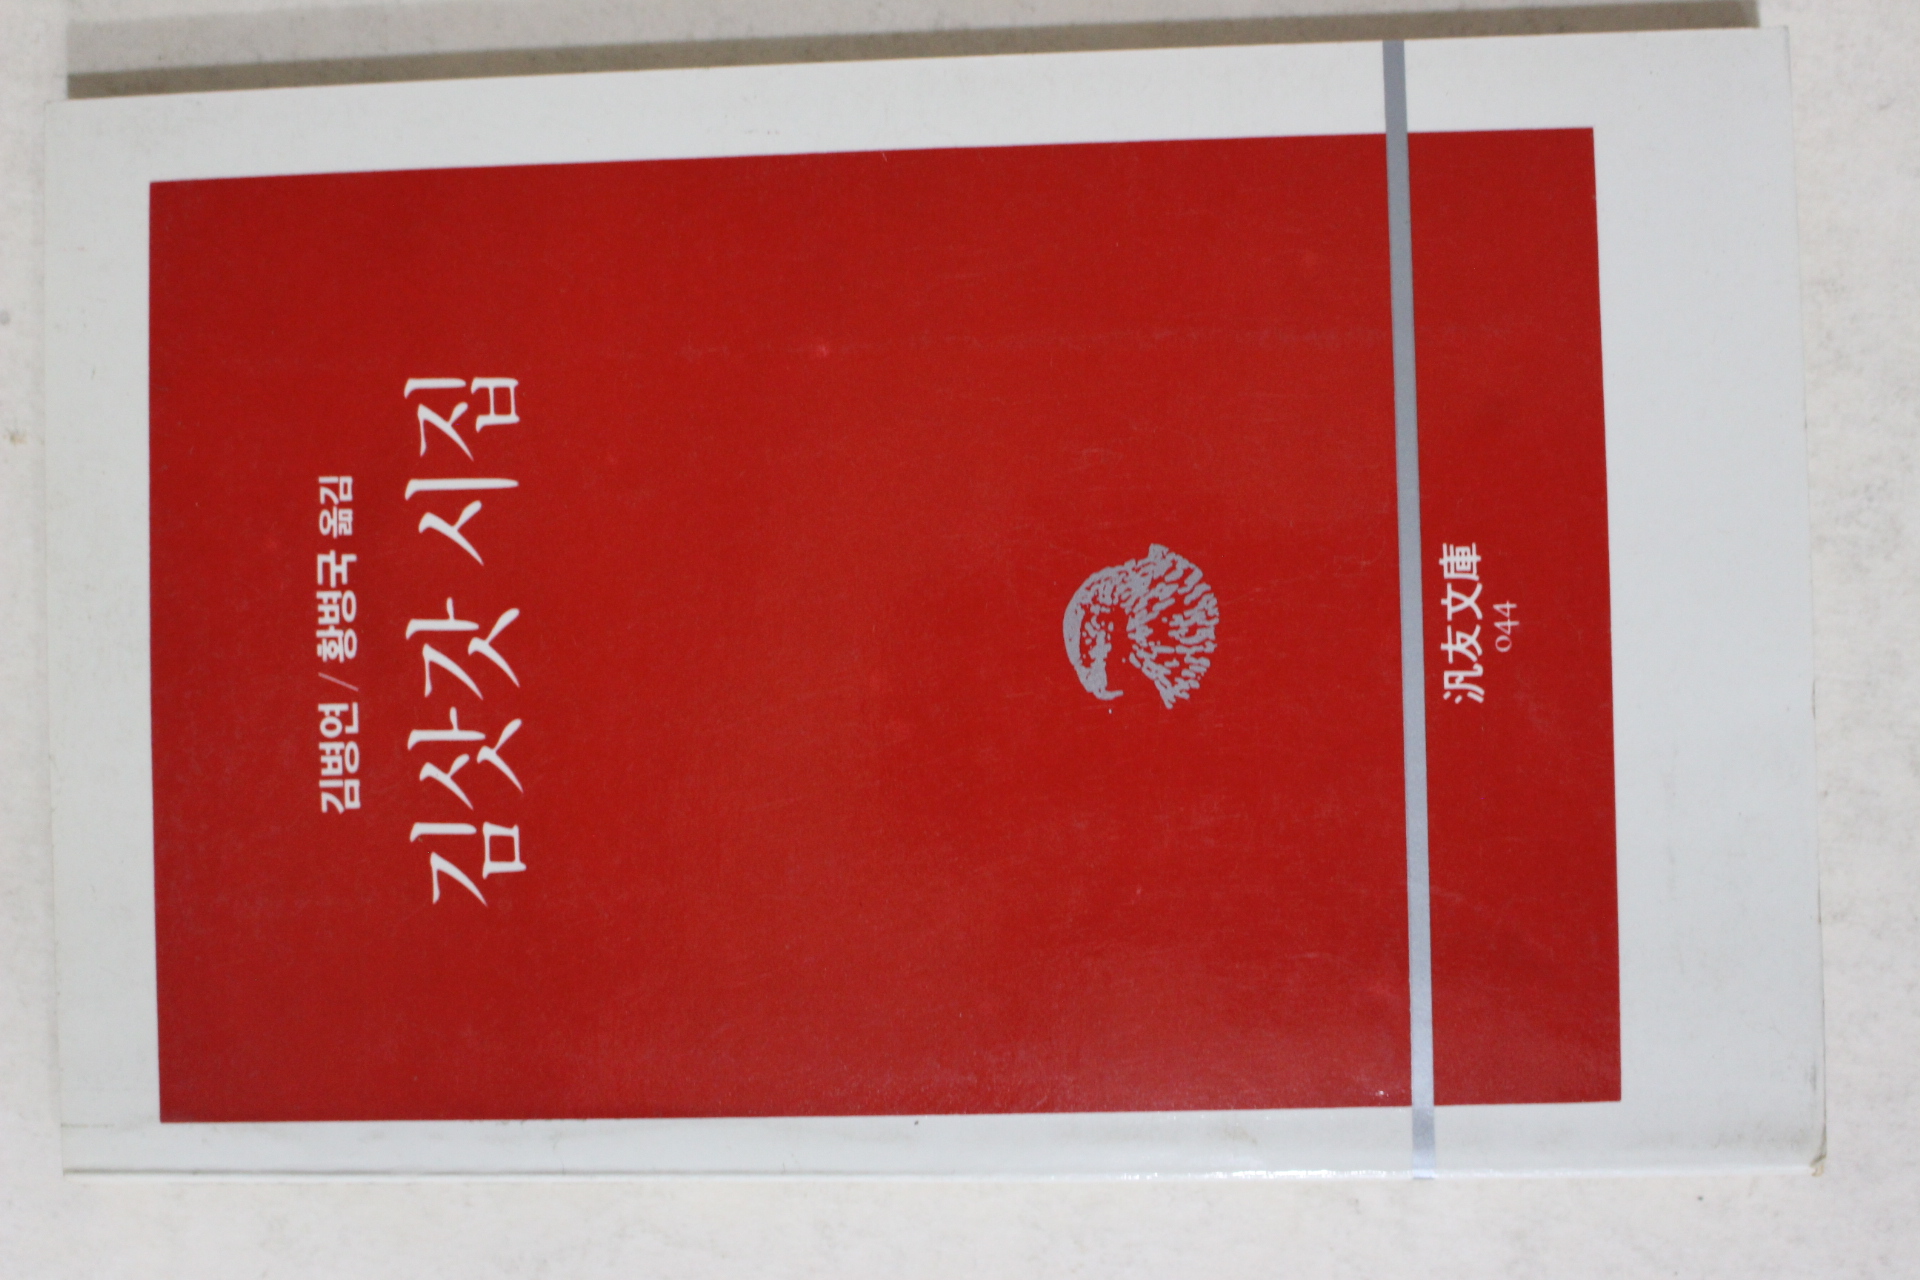 김병연 / 황병국 옮김
김삿갓 시집
汎友文庫
044